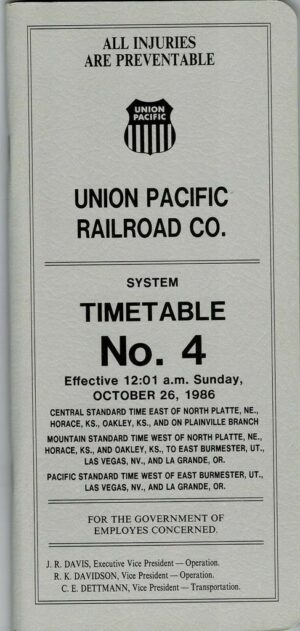 ALL INJURIES
ARE PREVENTABLE
UNION
PACIFIC
UNION PACIFIC
RAILROAD CO.
SYSTEM
TIMETABLE
No. 4
Effective 12:01 a.m. Sunday,
OCTOBER 26, 1986
CENTRAL STANDARD TIME EAST OF NORTH PLATTE, NE.,
HORACE, KS., OAKLEY, KS., AND ON PLAINVILLE BRANCH
MOUNTAIN STANDARD TIME WEST OF NORTH PLATTE, NE.,
HORACE, KS., AND OAKLEY, KS., TO EAST BURMESTER, UT.,
LAS VEGAS, NV., AND LA GRANDE, OR.
PACIFIC STANDARD TIME WEST OF EAST BURMESTER, UT.,
LAS VEGAS, NV., AND LA GRANDE, OR.
FOR THE GOVERNMENT OF
EMPLOYES CONCERNED.
J. R. DAVIS, Executive Vice President — Operation.
R. K. DAVIDSON, Vice President — Operation.
C. E. DETTMANN, Vice President — Transportation.